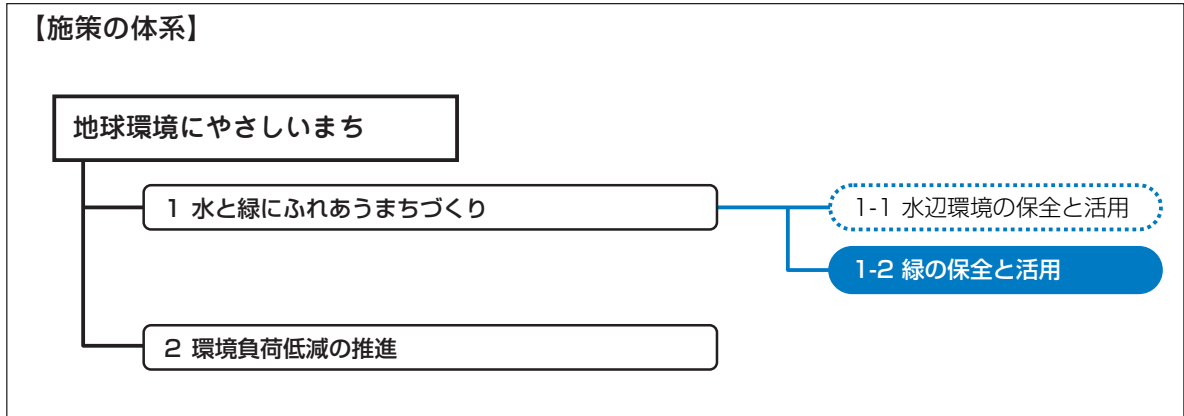 【施策の体系】
地球環境にやさしいまち
1 水と緑にふれあうまちづくり
1-1 水辺環境の保全と活用
1-2 緑の保全と活用
2 環境負荷低減の推進